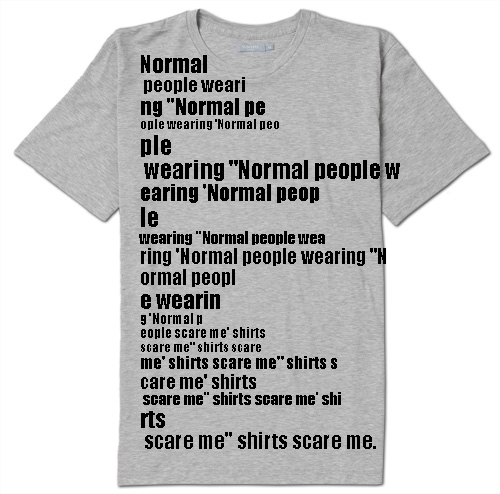 Normal
people weari
ng "Normal pe
ople wearing 'Normal peo
ple
wearing "Normal people w
earing 'Normal peop
le
wearing "Normal people wea
ring 'Normal people wearing "N
ormal peopl
e wearin
g 'Normal p
eople scare me' shirts
scare me" shirts scare
me' shirts scare me" shirts s
care me' shirts
scare me" shirts scare me' shi
rts
scare me" shirts scare me.